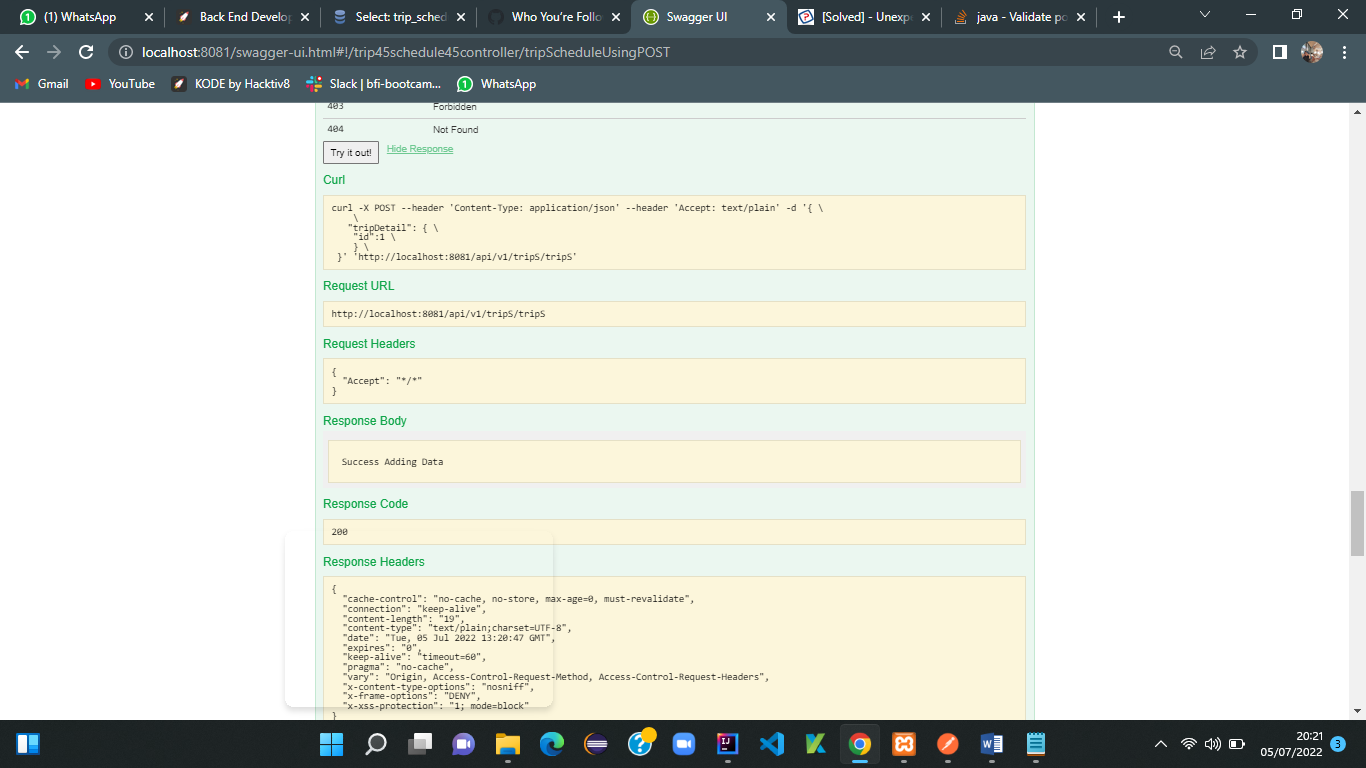 (1) WhatsApp
Back End Develop
Select: trip_sched
Who You're Follo
Swagger UI
[Solved] - Unexpe
java - Validate po
localhost:8081/swagger-ui.html#!/trip45schedule45controller/tripScheduleUsingPOST
Gmail
YouTube
KODE by Hacktiv8
Slack | bfi-bootcam...
WhatsApp
403 Forbidden
404 Not Found
Try it out! Hide Response
Curl
curl -X POST --header 'Content-Type: application/json' --header 'Accept: text/plain' -d '{ \
\
"tripDetail": { \
"id":1 \
} \
}' 'http://localhost:8081/api/v1/tripS/tripS'
Request URL
http://localhost:8081/api/v1/tripS/tripS
Request Headers
{
"Accept": "*/*"
}
Response Body
Success Adding Data
Response Code
200
Response Headers
{
"cache-control": "no-cache, no-store, max-age=0, must-revalidate",
"connection": "keep-alive",
"content-length": "19",
"content-type": "text/plain;charset=UTF-8",
"date": "Tue, 05 Jul 2022 13:20:47 GMT",
"expires": "0",
"keep-alive": "timeout=60",
"pragma": "no-cache",
"vary": "Origin, Access-Control-Request-Method, Access-Control-Request-Headers",
"x-content-type-options": "nosniff",
"x-frame-options": "DENY",
"x-xss-protection": "1; mode=block"
}
20:21
05/07/2022
3